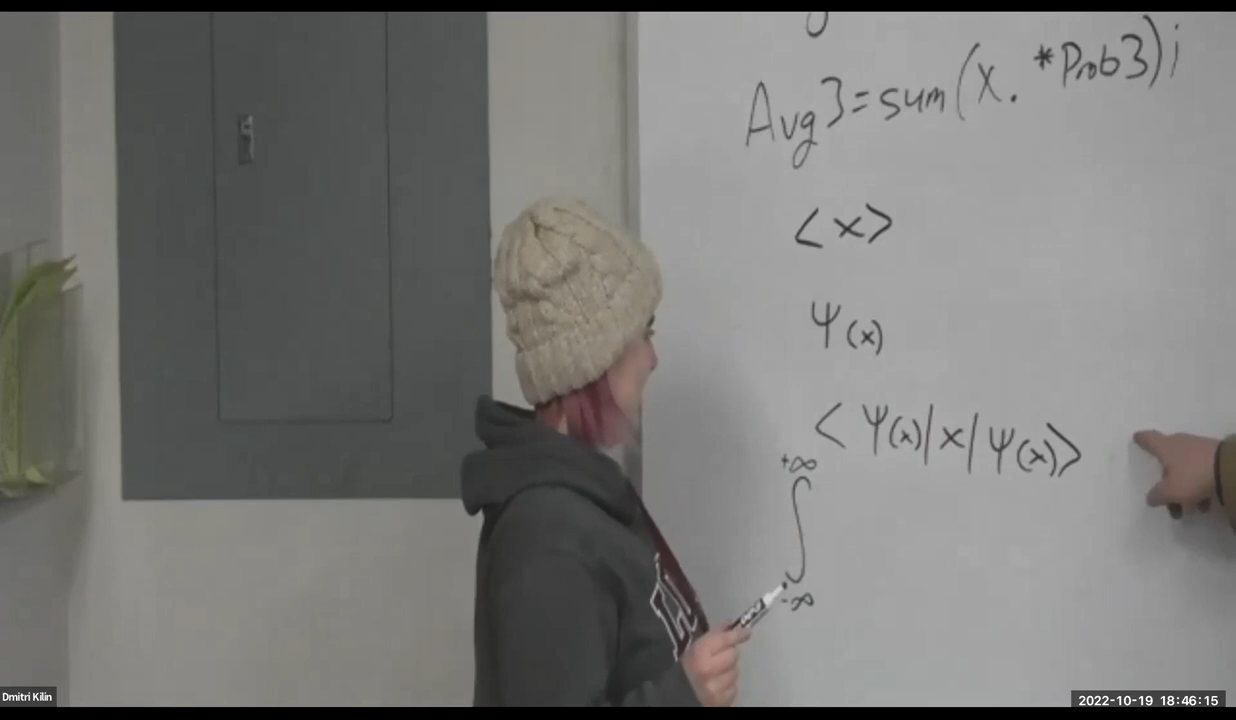 Avg3=sum(X.*Prob3);
<x>
Ψ(x)
<Ψ(x)|x|Ψ(x)>
+∞
∫
-∞
Dmitri Kilin
2022-10-19 18:46:15